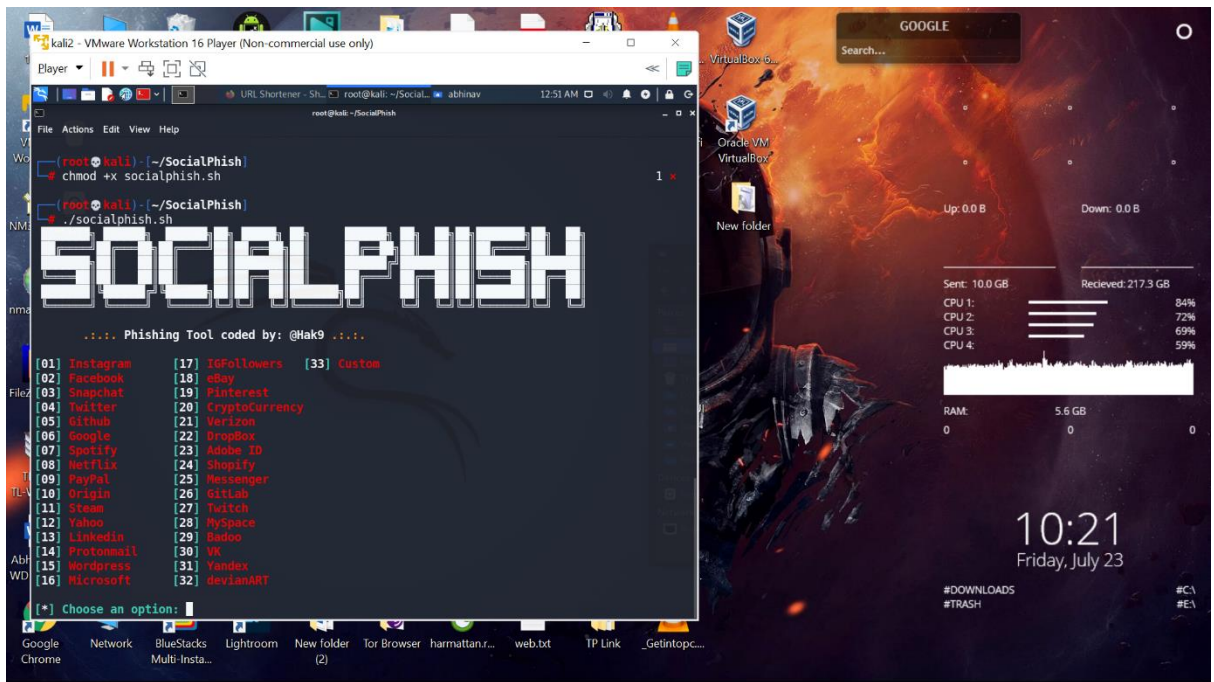 kali2 - VMware Workstation 16 Player (Non-commercial use only)
Player
URL Shortener - Sh...
root@kali: ~/Social...
abhinav
12:51 AM
root@kali: ~/SocialPhish
File Actions Edit View Help
(root💀kali)-[~/SocialPhish]
# chmod +x socialphish.sh
1 ×
(root💀kali)-[~/SocialPhish]
# ./socialphish.sh
SOCIALPHISH
.:.:. Phishing Tool coded by: @Hak9 .:.:.
[01] Instagram [17] IGFollowers [33] Custom
[02] Facebook [18] eBay
[03] Snapchat [19] Pinterest
[04] Twitter [20] CryptoCurrency
[05] Github [21] Verizon
[06] Google [22] DropBox
[07] Spotify [23] Adobe ID
[08] Netflix [24] Shopify
[09] PayPal [25] Messenger
[10] Origin [26] GitLab
[11] Steam [27] Twitch
[12] Yahoo [28] MySpace
[13] Linkedin [29] Badoo
[14] Protonmail [30] VK
[15] Wordpress [31] Yandex
[16] Microsoft [32] devianART
[*] Choose an option:
Google Chrome
Network
BlueStacks
Multi-Insta...
Lightroom
New folder
(2)
Tor Browser
harmattan.r...
web.txt
TP Link
_Getintopc....
VirtualBox 6...
Oracle VM
VirtualBox
New folder
GOOGLE
Search...
Up: 0.0 B
Down: 0.0 B
Sent: 10.0 GB
Recieved: 217.3 GB
CPU 1: 84%
CPU 2: 72%
CPU 3: 69%
CPU 4: 59%
RAM: 5.6 GB
0 0 0
10:21
Friday, July 23
#DOWNLOADS
#C:\
#TRASH
#E:\